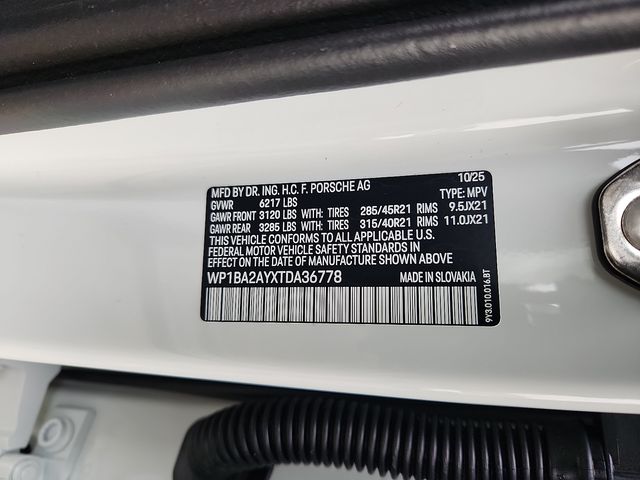 MFD BY DR. ING. H.C. F. PORSCHE AG 10/25
GVWR 6217 LBS TYPE: MPV
GAWR FRONT 3120 LBS WITH: TIRES 285/45R21 RIMS 9.5JX21
GAWR REAR 3285 LBS WITH: TIRES 315/40R21 RIMS 11.0JX21
THIS VEHICLE CONFORMS TO ALL APPLICABLE U.S.
FEDERAL MOTOR VEHICLE SAFETY STANDARDS IN
EFFECT ON THE DATE OF MANUFACTURE SHOWN ABOVE
WP1BA2AYXTDA36778 MADE IN SLOVAKIA
9Y3.010.016.BT